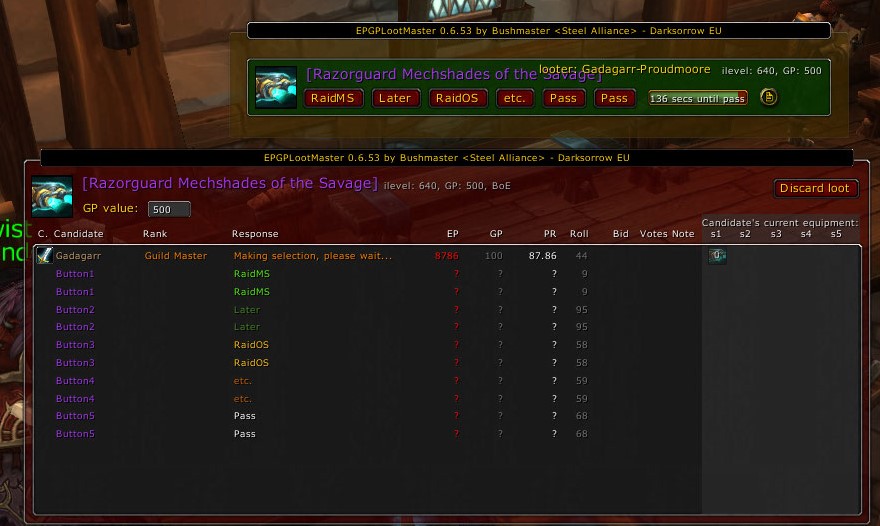 EPGPLootMaster 0.6.53 by Bushmaster <Steel Alliance> - Darksorrow EU
[Razorguard Mechshades of the Savage] looter: Gadagarr-Proudmoore ilevel: 640, GP: 500
RaidMS Later RaidOS etc. Pass Pass 136 secs until pass
EPGPLootMaster 0.6.53 by Bushmaster <Steel Alliance> - Darksorrow EU
[Razorguard Mechshades of the Savage] ilevel: 640, GP: 500, BoE Discard loot
GP value: 500
Candidate's current equipment:
C. Candidate Rank Response EP GP PR Roll Bid Votes Note s1 s2 s3 s4 s5
Gadagarr Guild Master Making selection, please wait... 8786 100 87.86 44 0
Button1 RaidMS ? ? ? 9
Button1 RaidMS ? ? ? 9
Button2 Later ? ? ? 95
Button2 Later ? ? ? 95
Button3 RaidOS ? ? ? 58
Button3 RaidOS ? ? ? 58
Button4 etc. ? ? ? 59
Button4 etc. ? ? ? 59
Button5 Pass ? ? ? 68
Button5 Pass ? ? ? 68